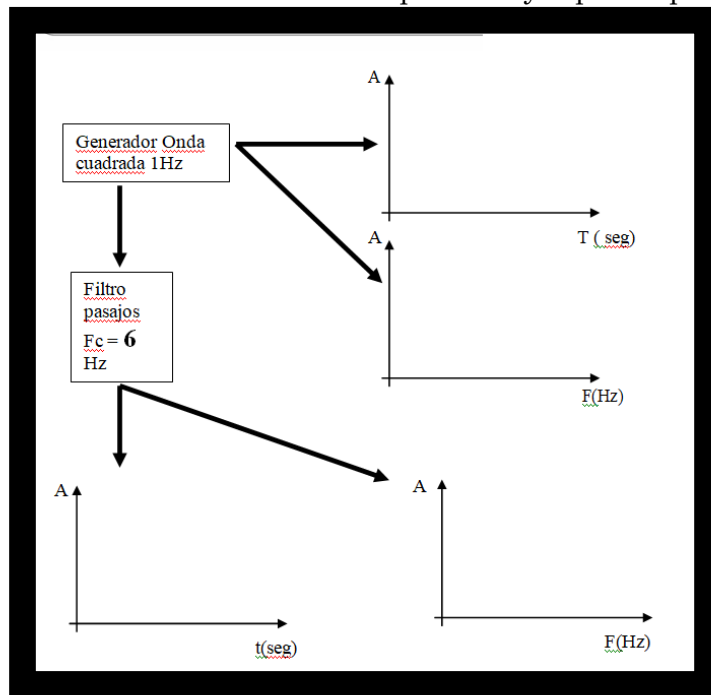 A
Generador Onda
cuadrada 1Hz
T ( seg)
A
Filtro
pasajos
Fc = 6
Hz
F(Hz)
A
t(seg)
A
F(Hz)